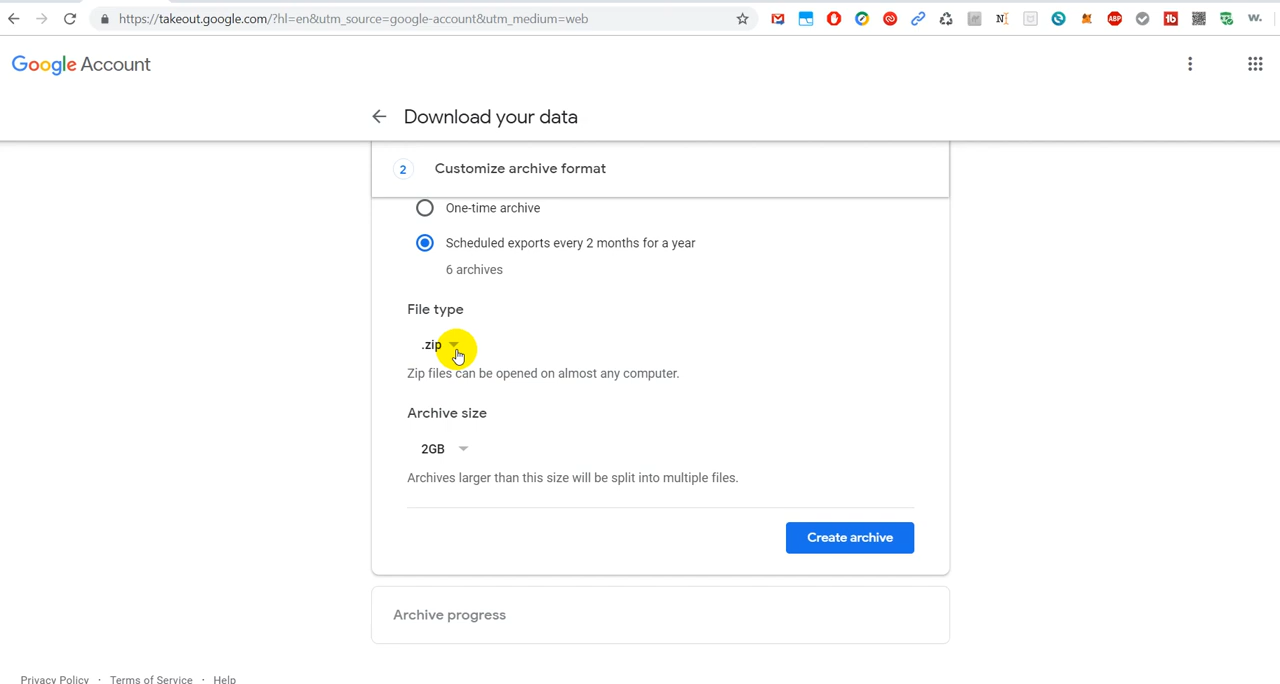 https://takeout.google.com/?hl=en&utm_source=google-account&utm_medium=web
ABP
1b
w.
Google Account
Download your data
2 Customize archive format
One-time archive
Scheduled exports every 2 months for a year
6 archives
File type
.zip
Zip files can be opened on almost any computer.
Archive size
2GB
Archives larger than this size will be split into multiple files.
Create archive
Archive progress
Privacy Policy · Terms of Service · Help